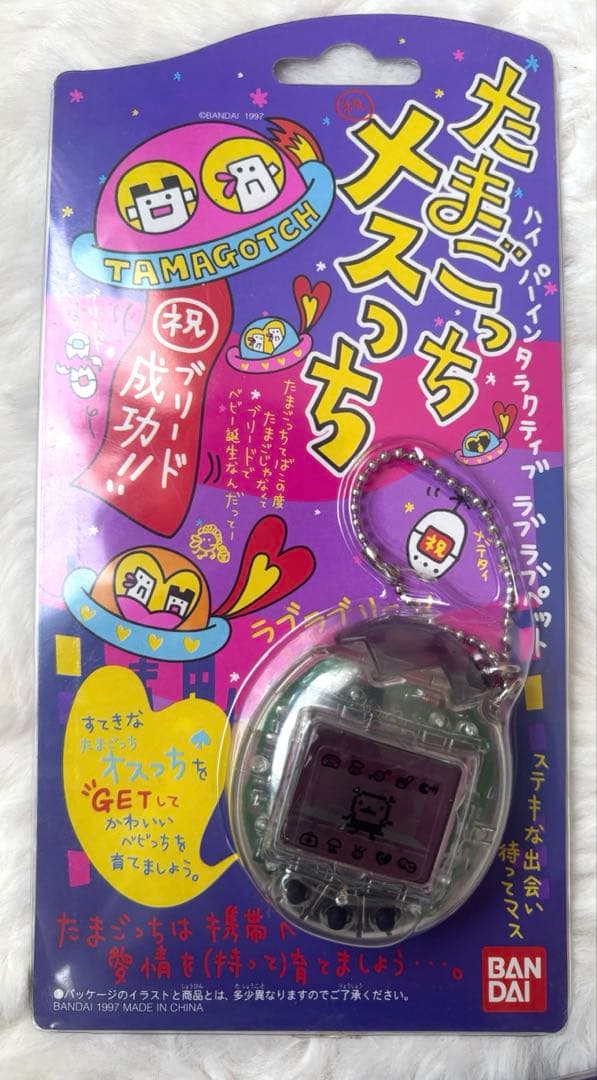 ©BANDAI 1997
祝
たまごっち
メスっち
ハイパーインタラクティブ ラブラブペット
TAMAGOTCH
祝
ブリード
成功!!
たまごっちてばこの度
たまごじゃなくて
ブリードで
ベビー誕生なんだってー
祝
メデタイ
ラブラブリー
すてきな
たまごっち
オスっちを
GETして
かわいい
ベビっちを
育てましょう。
ステキな出会い
待ってマス
たまごっちは 携帯へ
愛情を(持って)育てましょう・・・。
●パッケージのイラストと商品とは、多少異なりますのでご了承ください。
BANDAI 1997 MADE IN CHINA
BAN
DAI